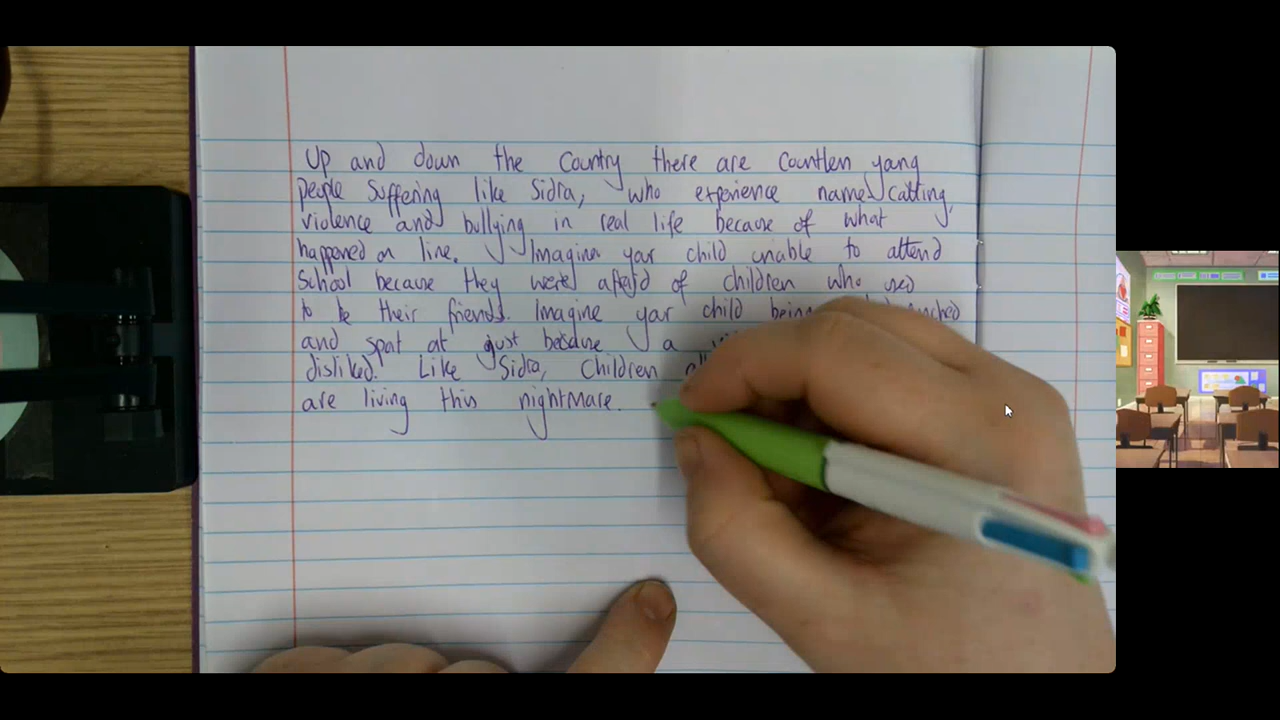 Up and down the Country there are Countless young
people suffering like Sidra, who experience name calling,
violence and bullying in real life because of what
happened on line. Imagine your child unable to attend
School because they were afraid of children who used
to be their friends. Imagine your child being
and spat at just because a
disliked. Like Sidra, Children all
are living this nightmare.